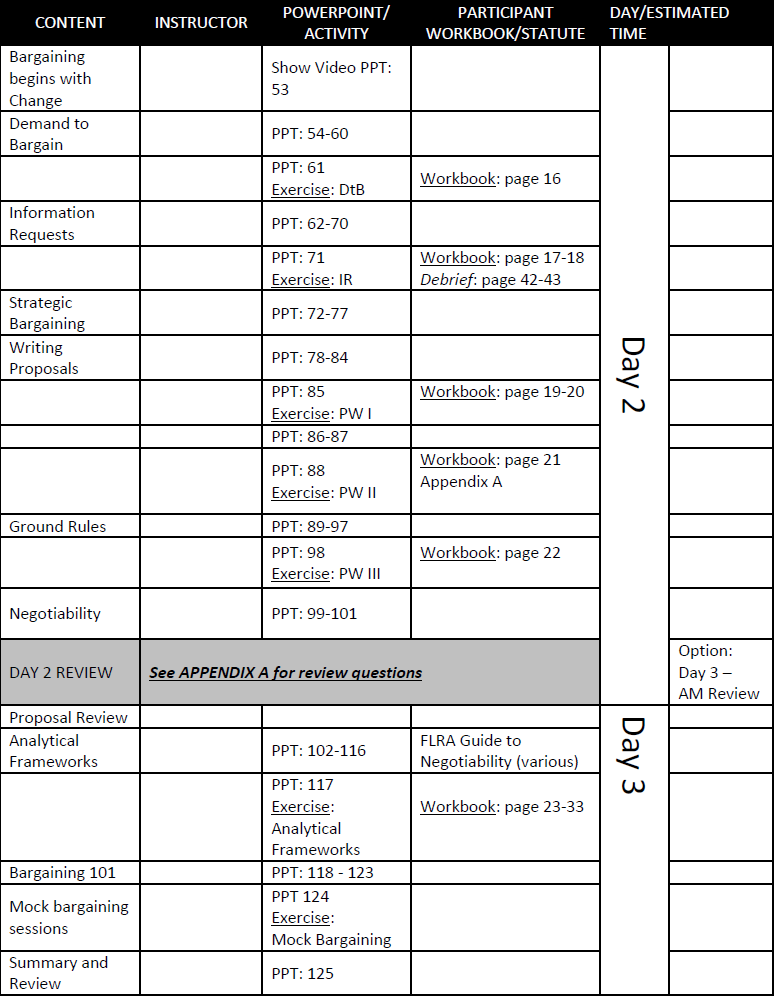 CONTENT INSTRUCTOR POWERPOINT/ ACTIVITY PARTICIPANT WORKBOOK/STATUTE DAY/ESTIMATED TIME
Bargaining
begins with
Change
Show Video PPT:
53
Demand to
Bargain
PPT: 54-60
PPT: 61
Exercise: DtB
Workbook: page 16
Information
Requests
PPT: 62-70
PPT: 71
Exercise: IR
Workbook: page 17-18
Debrief: page 42-43
Strategic
Bargaining
PPT: 72-77
Writing
Proposals
PPT: 78-84
PPT: 85
Exercise: PW I
Workbook: page 19-20
PPT: 86-87
PPT: 88
Exercise: PW II
Workbook: page 21
Appendix A
Ground Rules
PPT: 89-97
PPT: 98
Exercise: PW III
Workbook: page 22
Negotiability
PPT: 99-101
Day 2
DAY 2 REVIEW
See APPENDIX A for review questions
Option:
Day 3 –
AM Review
Proposal Review
Analytical
Frameworks
PPT: 102-116
FLRA Guide to
Negotiability (various)
PPT: 117
Exercise:
Analytical
Frameworks
Workbook: page 23-33
Bargaining 101
PPT: 118 - 123
Mock bargaining
sessions
PPT 124
Exercise:
Mock Bargaining
Summary and
Review
PPT: 125
Day 3